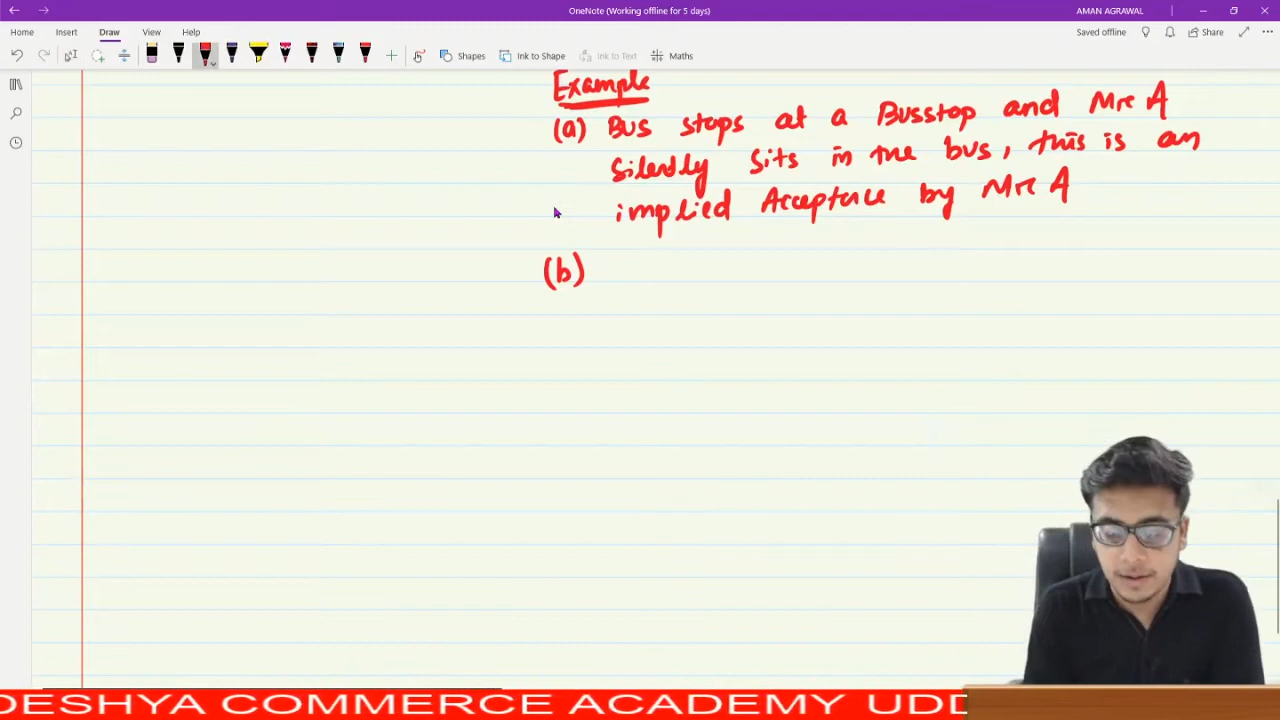 OneNote (Working offline for 5 days)
AMAN AGRAWAL
Home Insert Draw View Help
Saved offline
Share
Shapes
Ink to Shape
Ink to Text
Maths
Example
(a) Bus stops at a Busstop and Mr A
silently sits in the bus, this is an
implied Acceptance by Mr A
(b)
DESHYA COMMERCE ACADEMY UDD